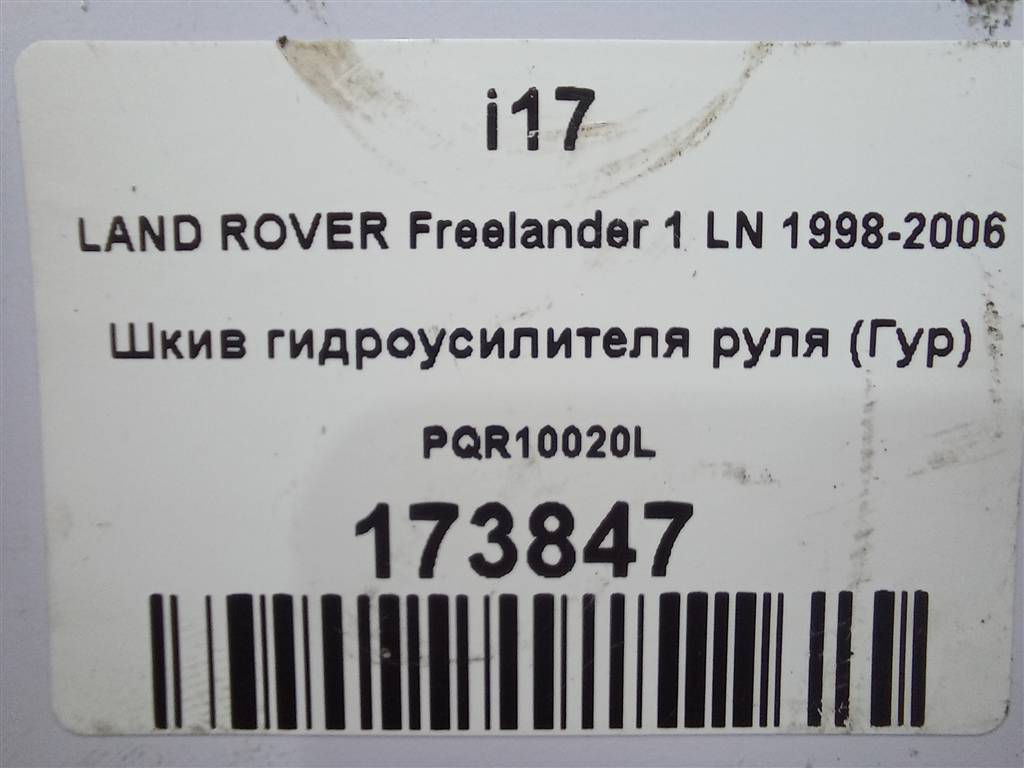 i17
LAND ROVER Freelander 1 LN 1998-2006
Шкив гидроусилителя руля (Гур)
PQR10020L
173847